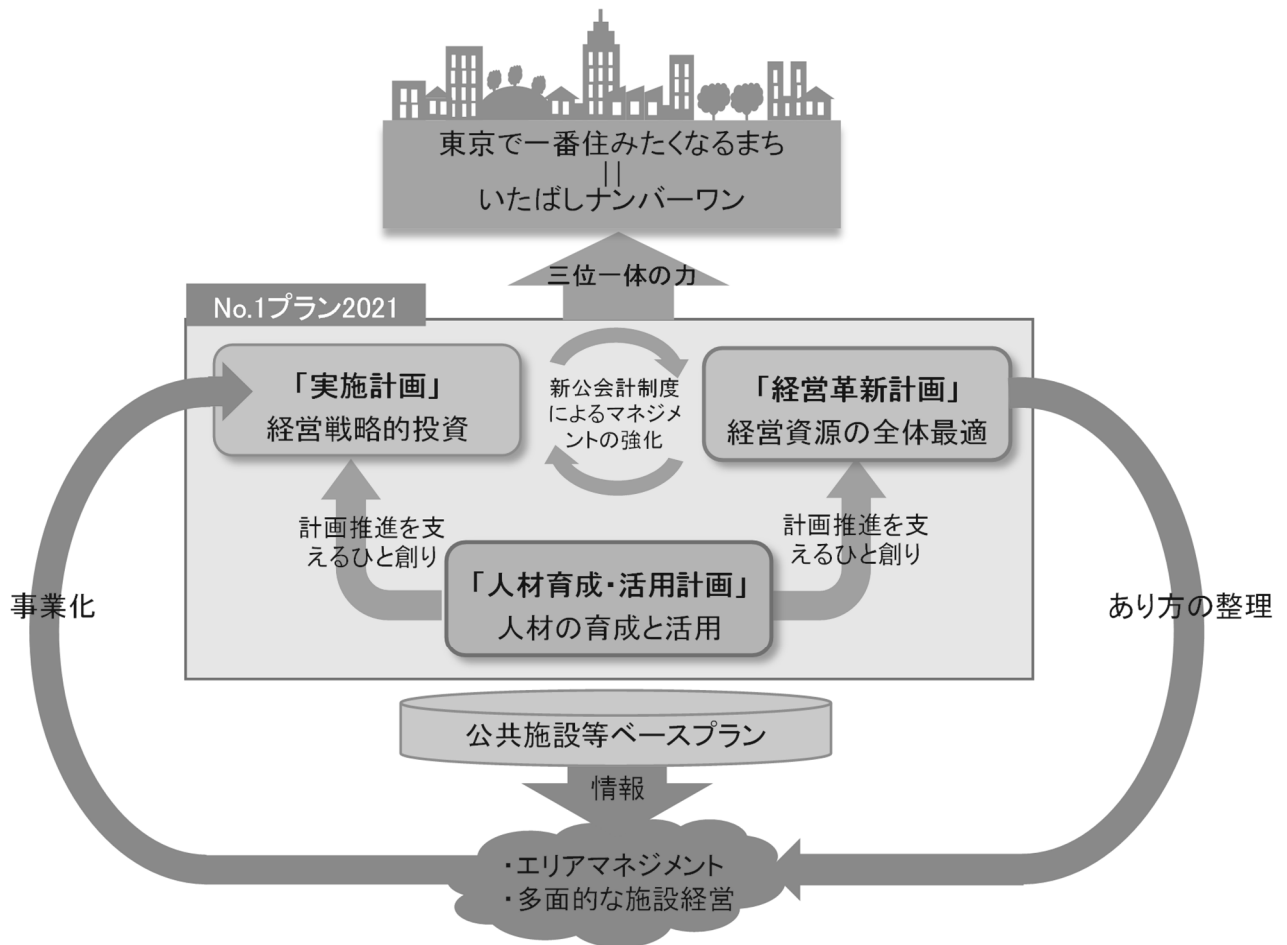 東京で一番住みたくなるまち
||
いたばしナンバーワン
三位一体の力
No.1プラン2021
「実施計画」
経営戦略的投資
新公会計制度
によるマネジメ
ントの強化
「経営革新計画」
経営資源の全体最適
計画推進を支
えるひと創り
計画推進を支
えるひと創り
「人材育成・活用計画」
人材の育成と活用
事業化
あり方の整理
公共施設等ベースプラン
情報
・エリアマネジメント
・多面的な施設経営